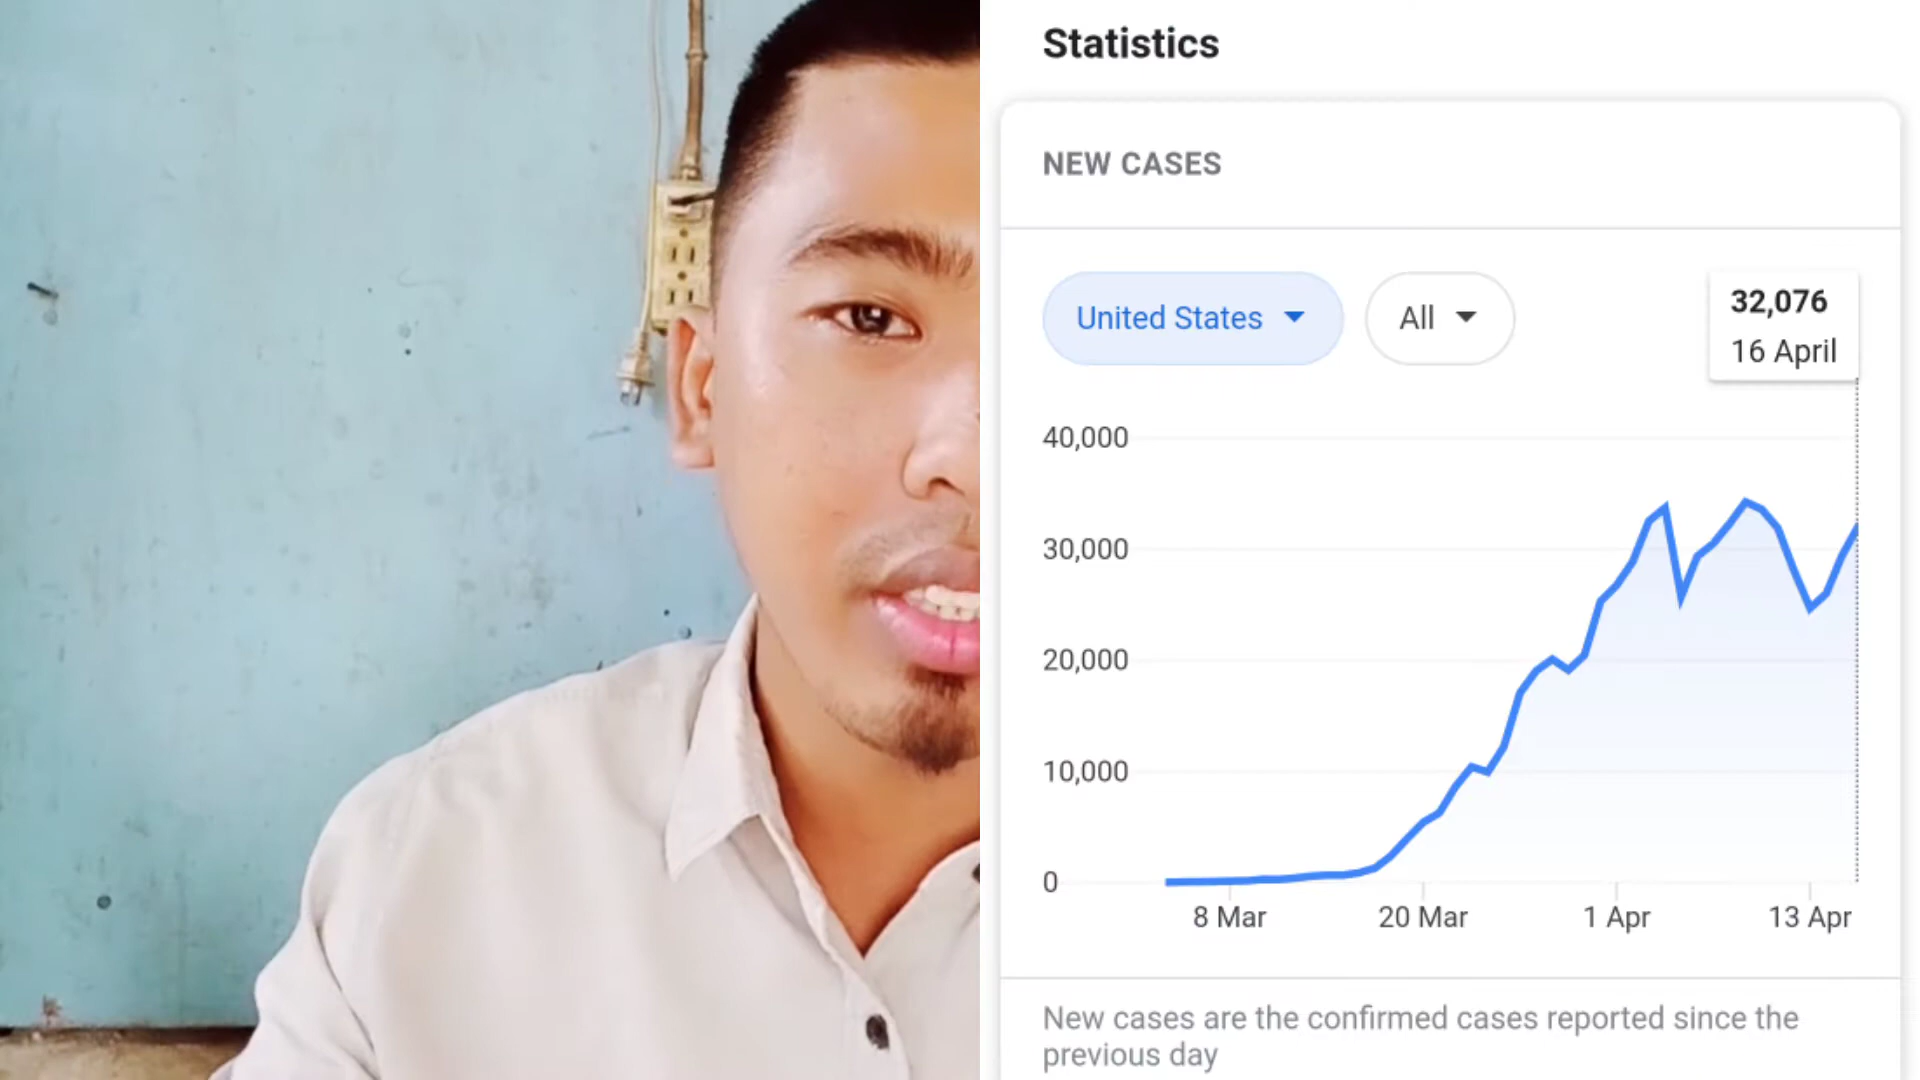 Statistics
NEW CASES
United States
All
32,076
16 April
40,000
30,000
20,000
10,000
0
8 Mar
20 Mar
1 Apr
13 Apr
New cases are the confirmed cases reported since the
previous day